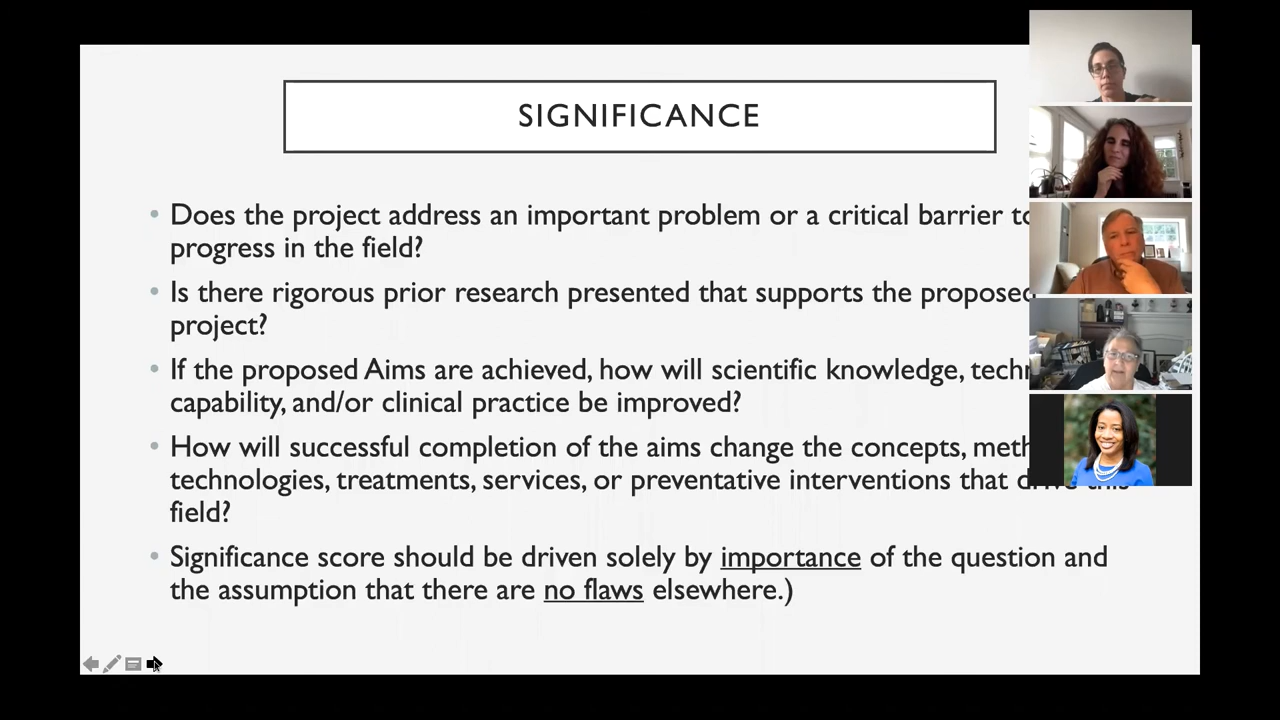 SIGNIFICANCE
• Does the project address an important problem or a critical barrier to
progress in the field?
• Is there rigorous prior research presented that supports the proposed
project?
• If the proposed Aims are achieved, how will scientific knowledge,
capability, and/or clinical practice be improved?
• How will successful completion of the aims change the concepts,
technologies, treatments, services, or preventative interventions that drive this
field?
• Significance score should be driven solely by importance of the question and
the assumption that there are no flaws elsewhere.)